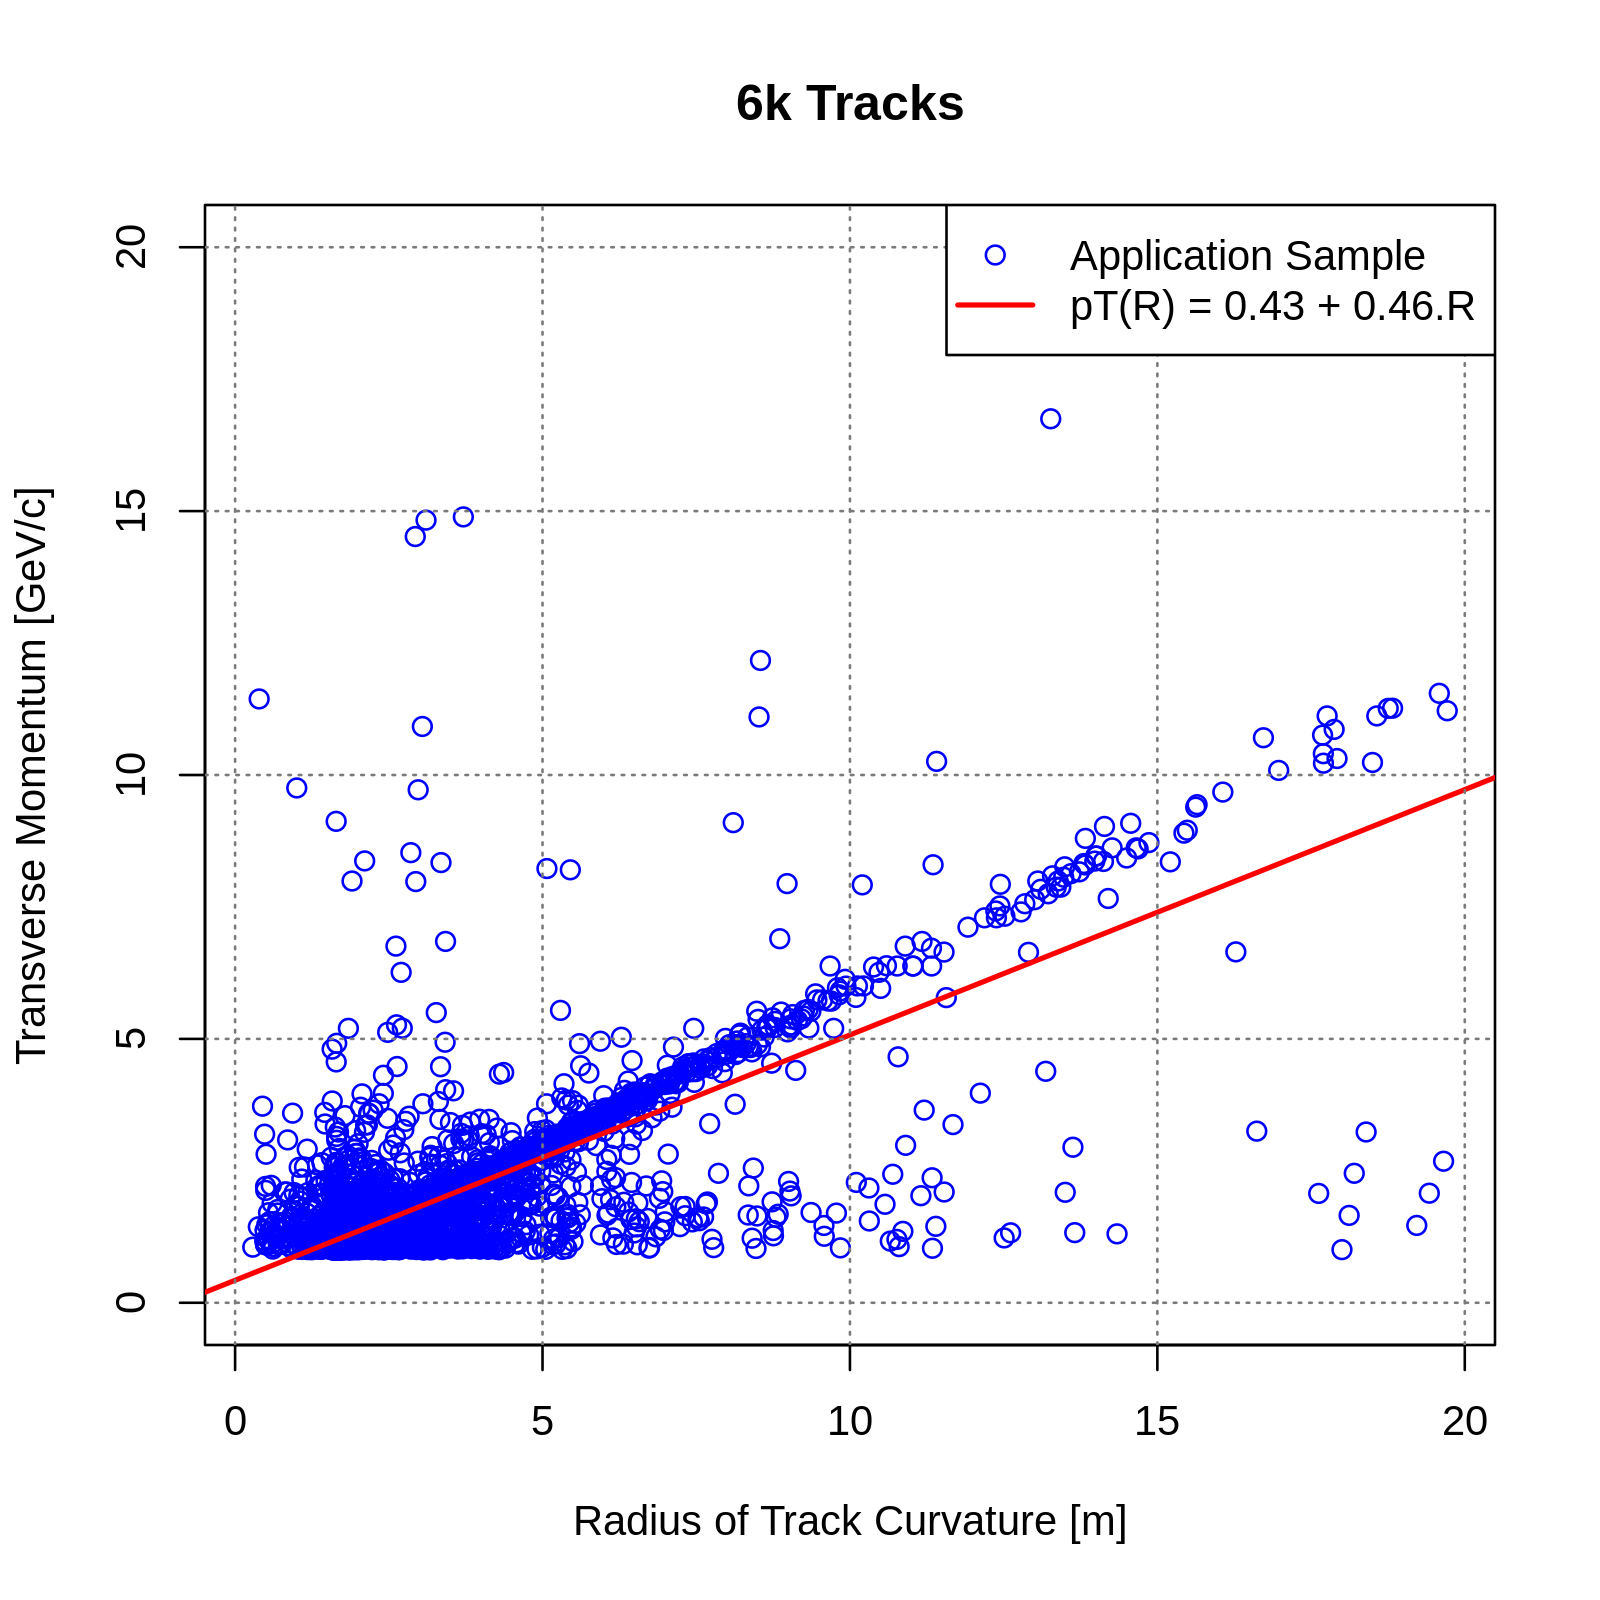 6k Tracks
Application Sample
pT(R) = 0.43 + 0.46.R
Transverse Momentum [GeV/c]
20
15
10
5
0
0 5 10 15 20
Radius of Track Curvature [m]